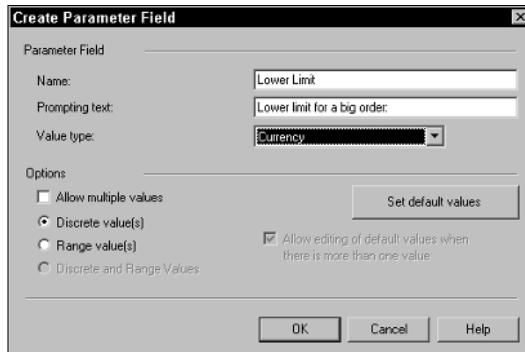 Create Parameter Field
Parameter Field
Name: Lower Limit
Prompting text: Lower limit for a big order:
Value type: Currency
Options
Allow multiple values
Set default values
Discrete value(s)
Range value(s)
Allow editing of default values when
there is more than one value
Discrete and Range Values
OK Cancel Help